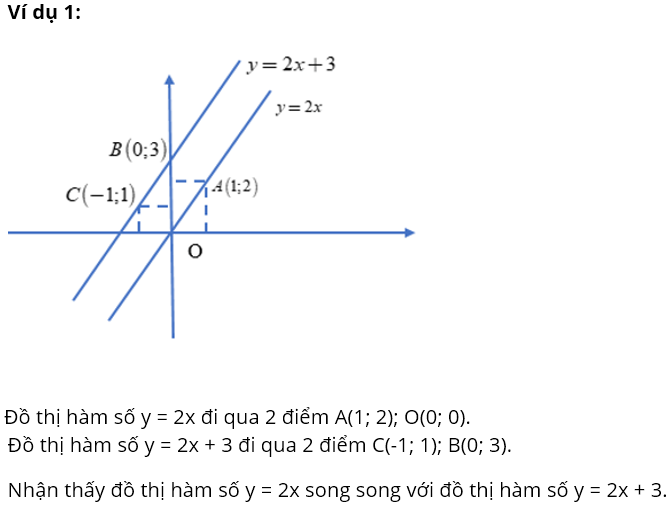 Ví dụ 1:
y = 2x+3
y = 2x
B(0;3)
C(−1;1)
A(1;2)
O
Đồ thị hàm số y = 2x đi qua 2 điểm A(1; 2); O(0; 0).
Đồ thị hàm số y = 2x + 3 đi qua 2 điểm C(-1; 1); B(0; 3).
Nhận thấy đồ thị hàm số y = 2x song song với đồ thị hàm số y = 2x + 3.